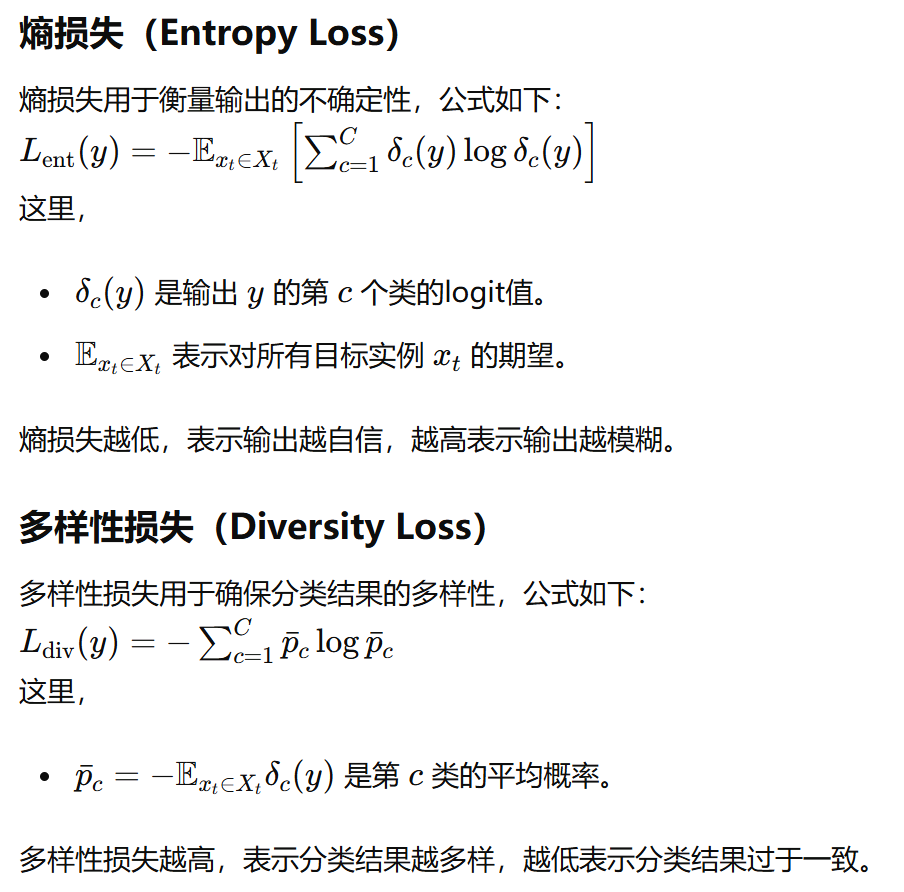 熵损失（Entropy Loss）
熵损失用于衡量输出的不确定性，公式如下：
$L_{\text{ent}}(y) = -\mathbb{E}_{x_t \in X_t} \left[ \sum_{c=1}^{C} \delta_c(y) \log \delta_c(y) \right]$
这里，
• $\delta_c(y)$ 是输出 $y$ 的第 $c$ 个类的logit值。
• $\mathbb{E}_{x_t \in X_t}$ 表示对所有目标实例 $x_t$ 的期望。
熵损失越低，表示输出越自信，越高表示输出越模糊。
多样性损失（Diversity Loss）
多样性损失用于确保分类结果的多样性，公式如下：
$L_{\text{div}}(y) = -\sum_{c=1}^{C} \bar{p}_c \log \bar{p}_c$
这里，
• $\bar{p}_c = -\mathbb{E}_{x_t \in X_t} \delta_c(y)$ 是第 $c$ 类的平均概率。
多样性损失越高，表示分类结果越多样，越低表示分类结果过于一致。